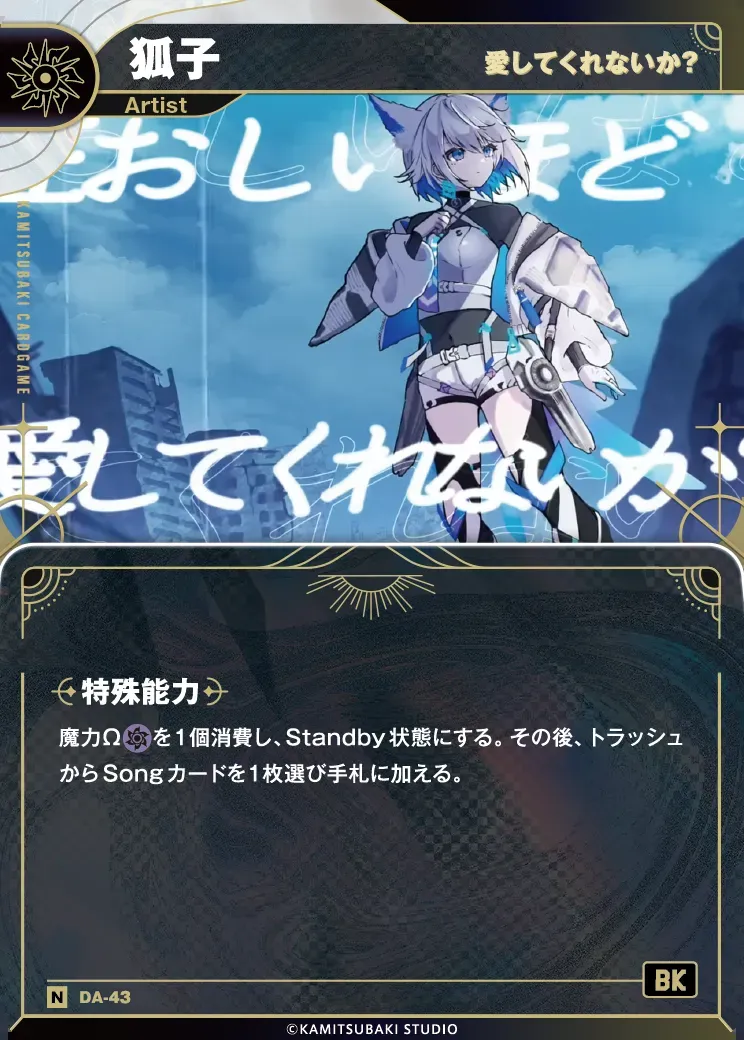 狐子
愛してくれないか?
Artist
おしいほど
KAMITSUBAKI CARDGAME
愛してくれないか
特殊能力
魔力Ωを1個消費し、Standby状態にする。その後、トラッシュ
からSongカードを1枚選び手札に加える。
N DA-43
BK
©KAMITSUBAKI STUDIO